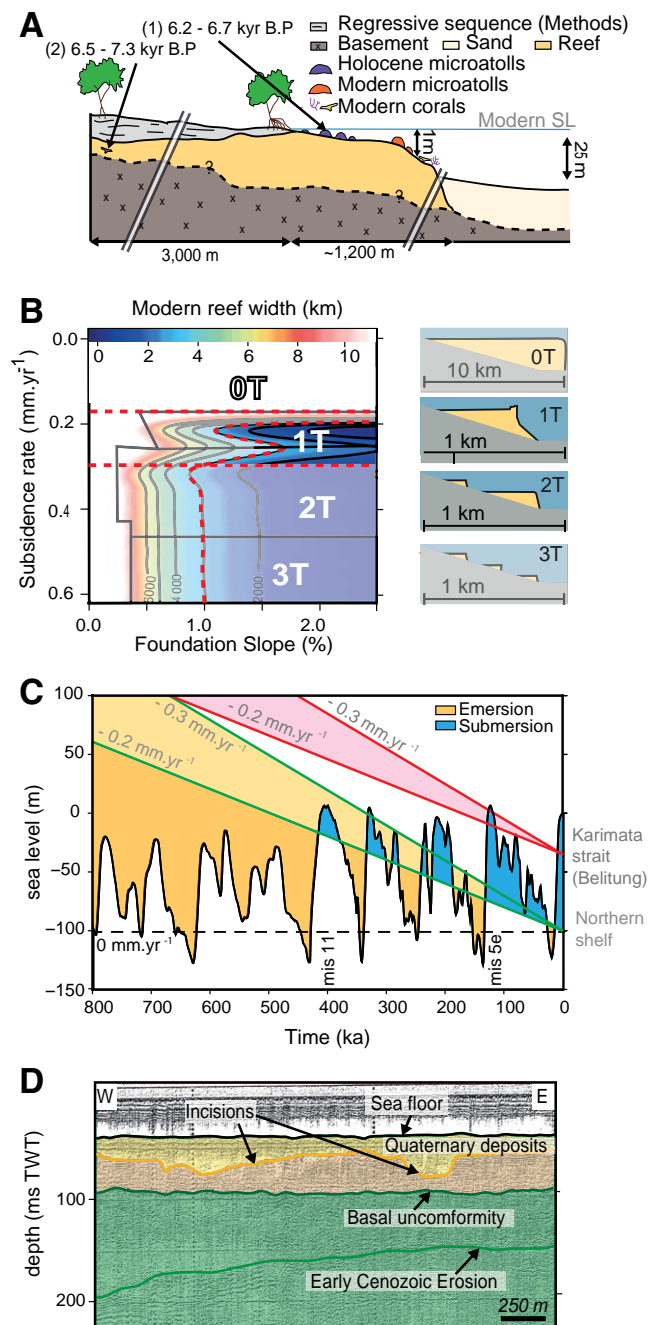 A
(1) 6.2 - 6.7 kyr B.P
(2) 6.5 - 7.3 kyr B.P
Regressive sequence (Methods)
Basement Sand Reef
Holocene microatolls
Modern microatolls
Modern corals
Modern SL
1m
25 m
?
?
3,000 m
~1,200 m
B
Modern reef width (km)
0 2 4 6 8 10
Subsidence rate (mm.yr-1)
0.0
0.2
0.4
0.6
0T
1T
2T
3T
6000
4 000
2000
0.0 1.0 2.0
Foundation Slope (%)
0T
10 km
1T
1 km
2T
1 km
3T
1 km
C
sea level (m)
100
50
0
−50
−100
−150
Emersion
Submersion
- 0.3 mm.yr -1
- 0.2 mm.yr -1
- 0.2 mm.yr -1
- 0.3 mm.yr -1
0 mm.yr -1
mis 11
mis 5e
Karimata
strait
(Belitung)
Northern
shelf
800 700 600 500 400 300 200 100 0
Time (ka)
D
W
E
depth (ms TWT)
100
200
Incisions
Sea floor
Quaternary deposits
Basal uncomformity
Early Cenozoic Erosion
250 m